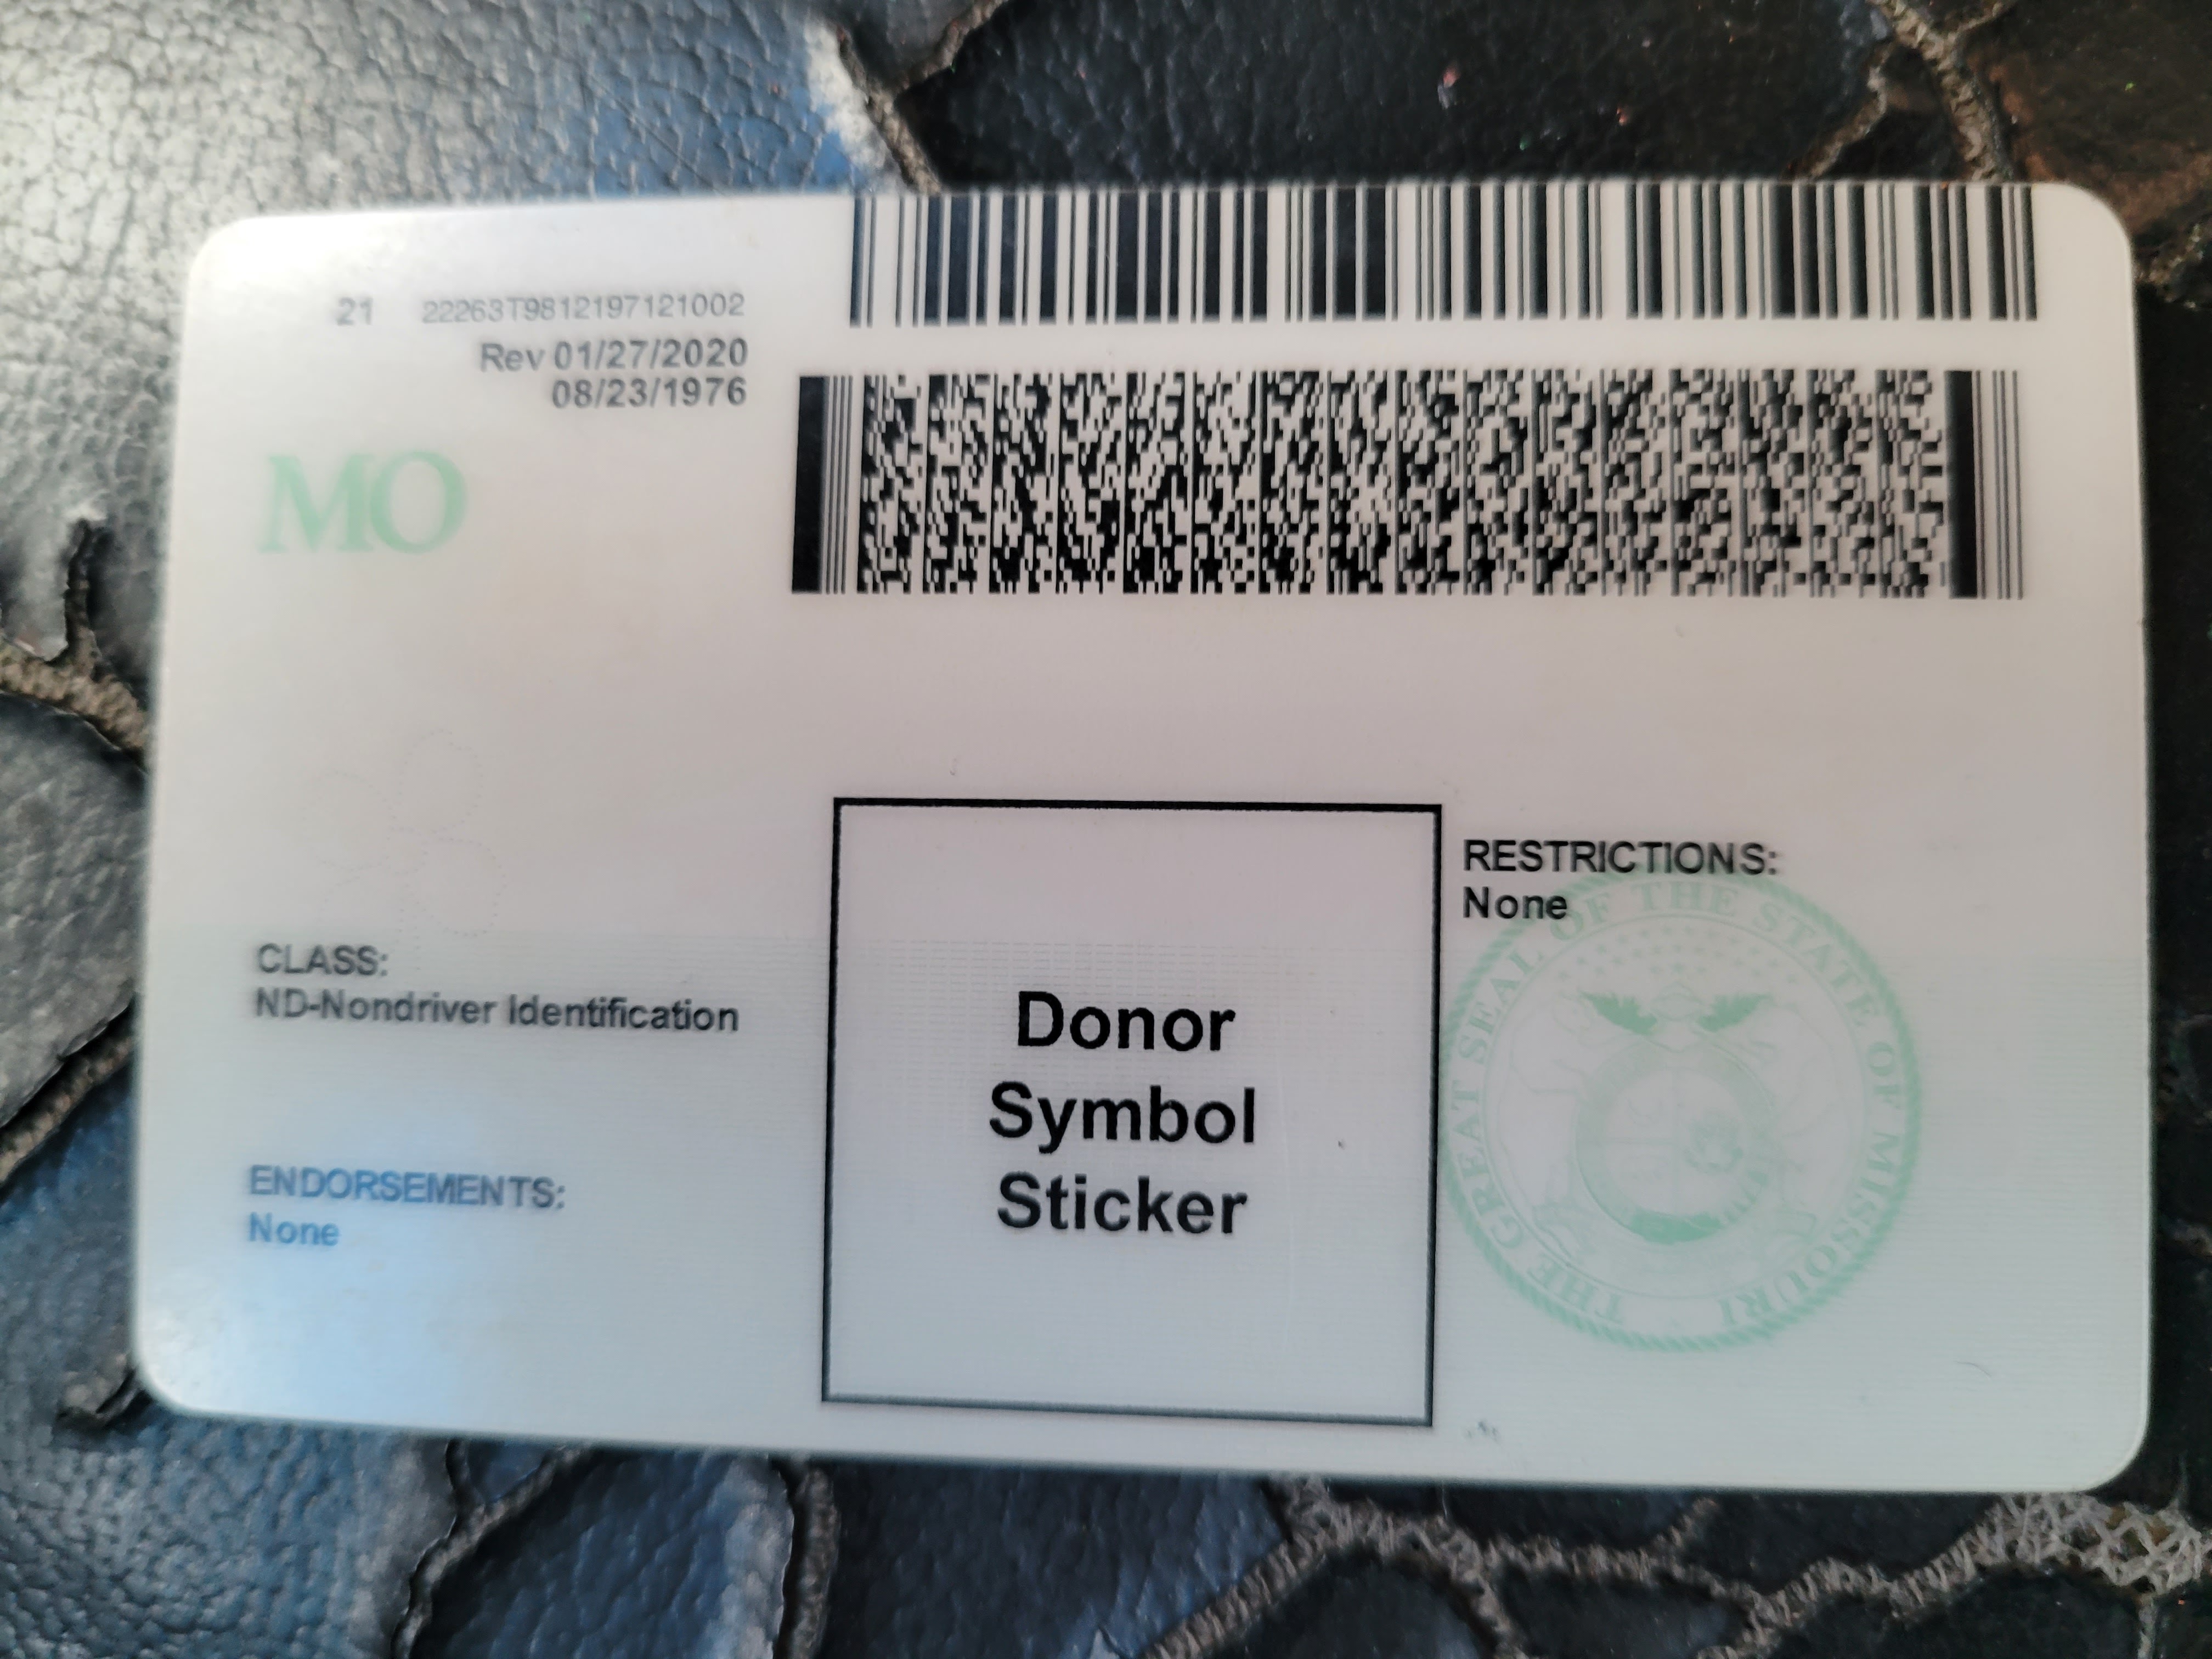 21 22263T9812197121002
Rev 01/27/2020
08/23/1976
MO
RESTRICTIONS:
None
CLASS:
ND-Nondriver Identification
Donor
Symbol
Sticker
ENDORSEMENTS:
None
THE GREAT SEAL OF THE STATE OF MISSOURI